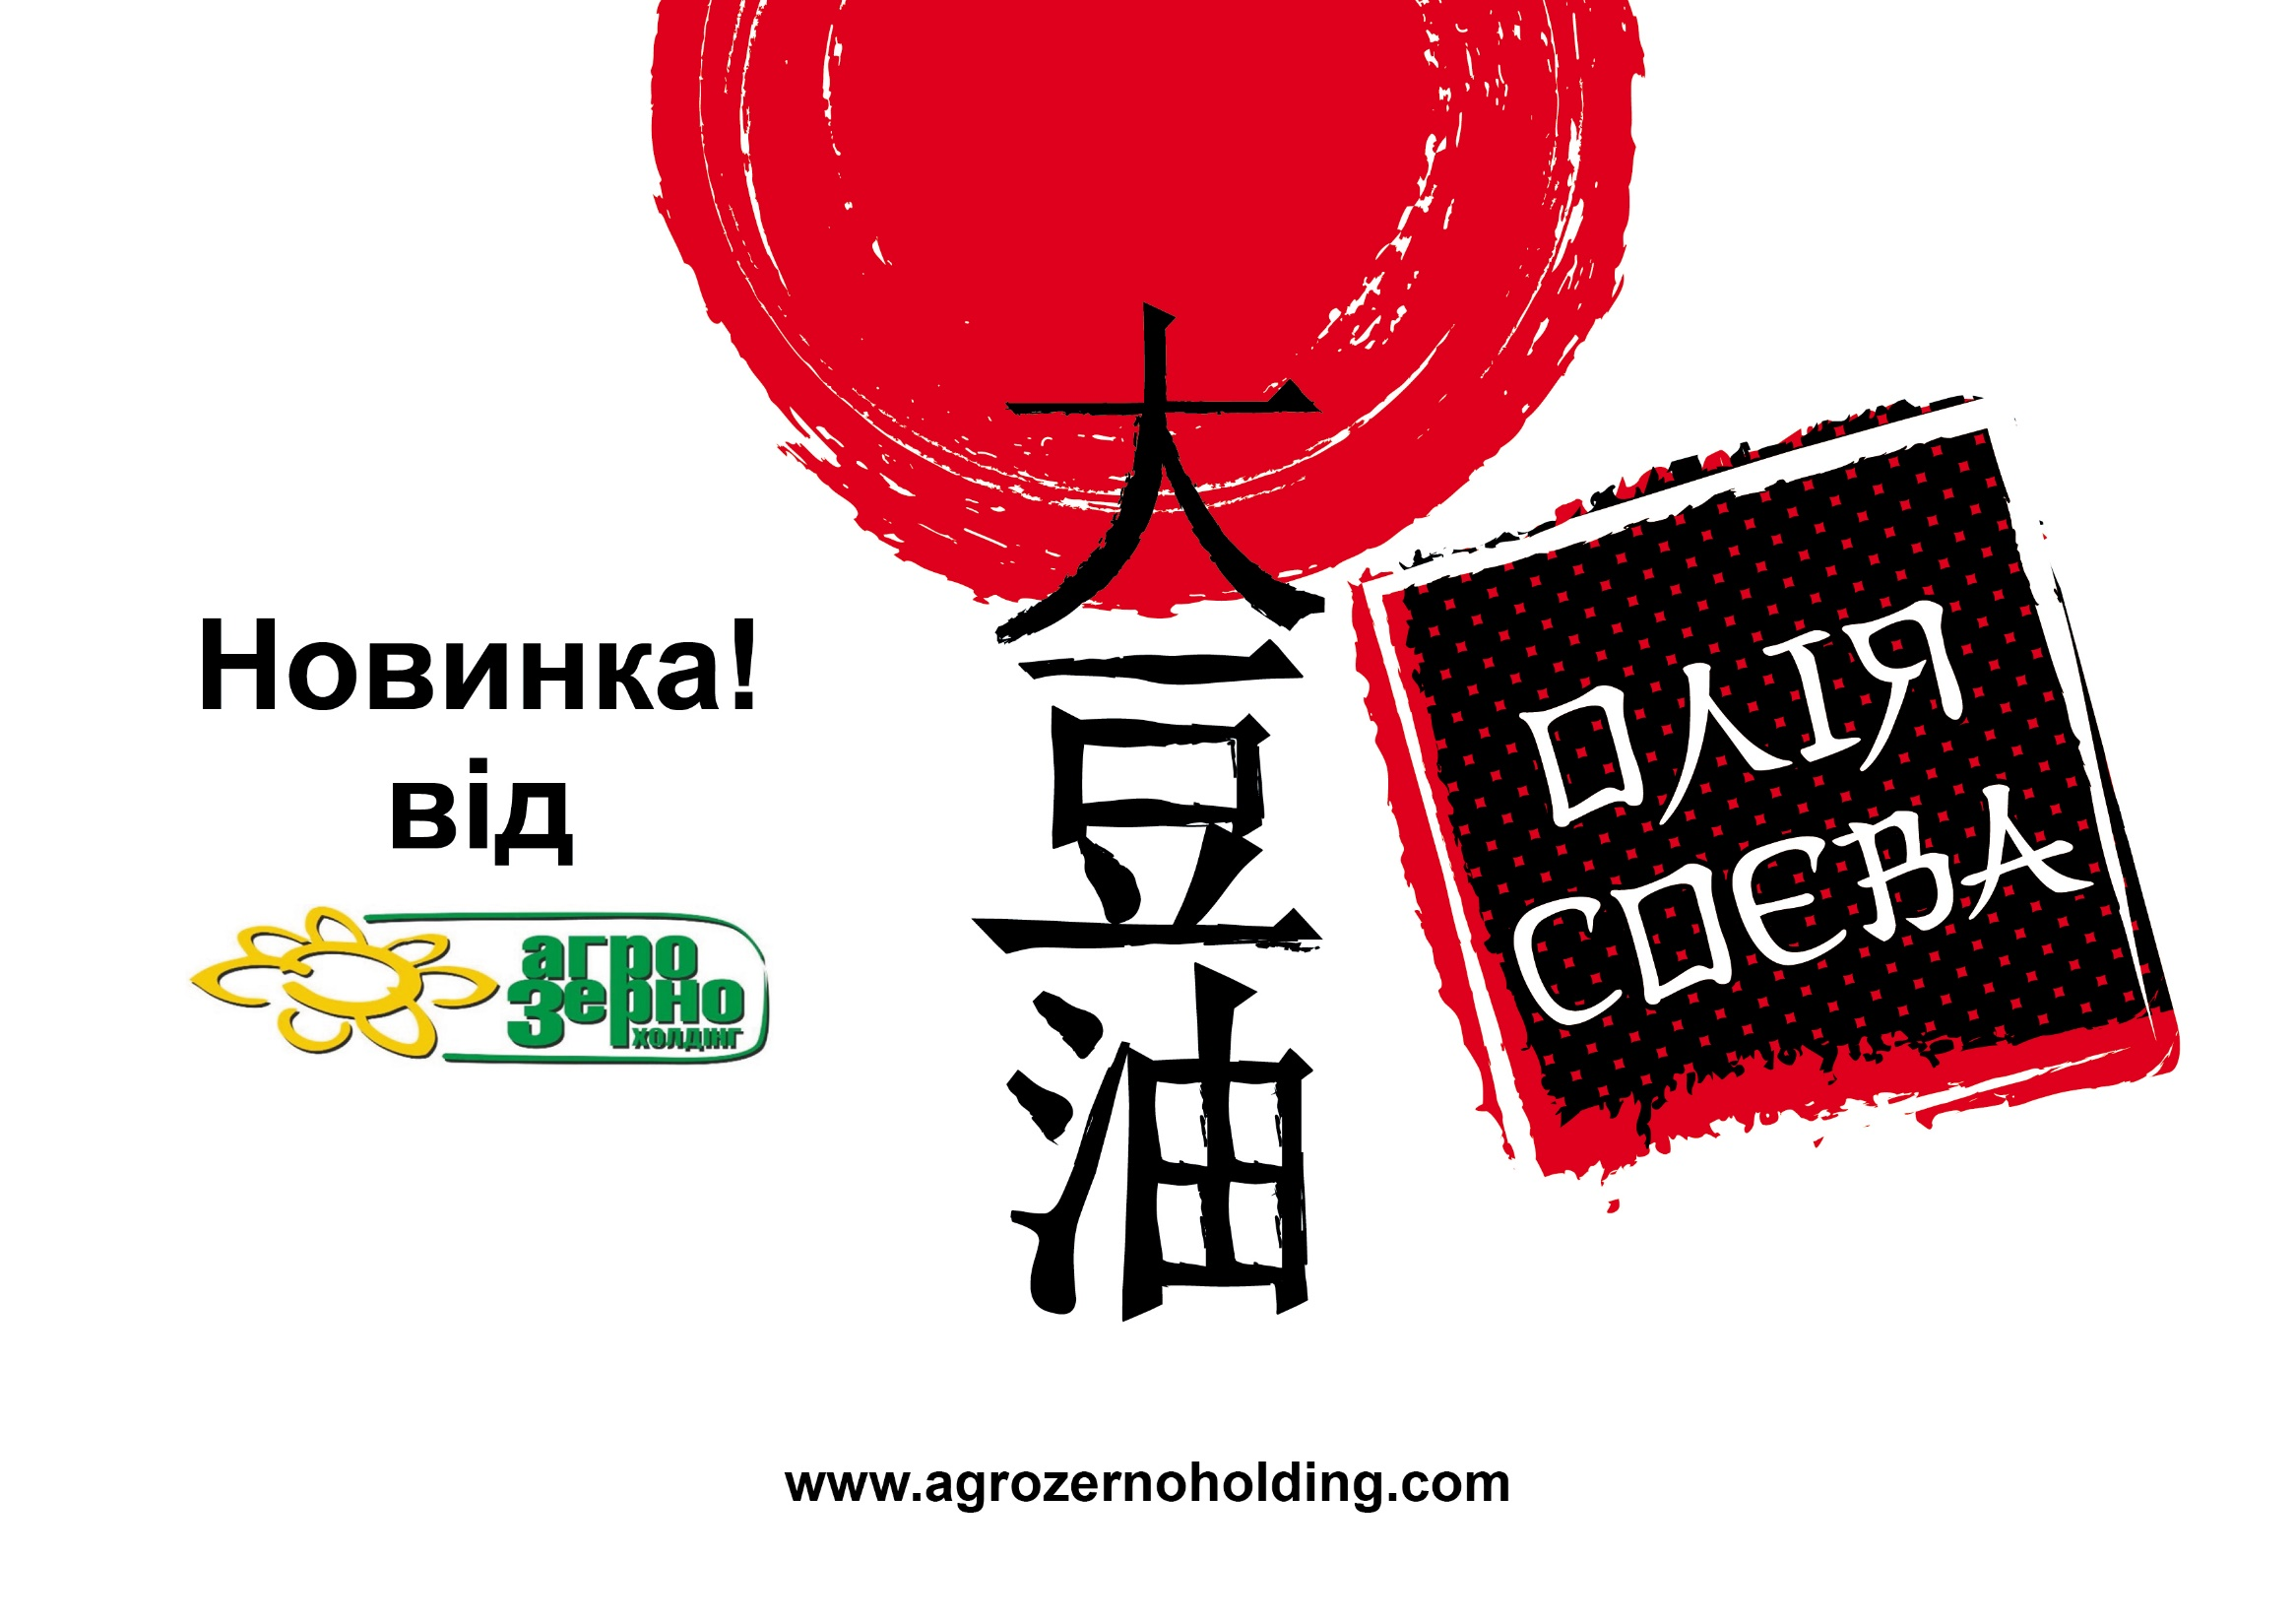 Новинка!
від
агро
Зерно
холдінг
大豆油
ОЛІЯ
СОЄВА
www.agrozernoholding.com